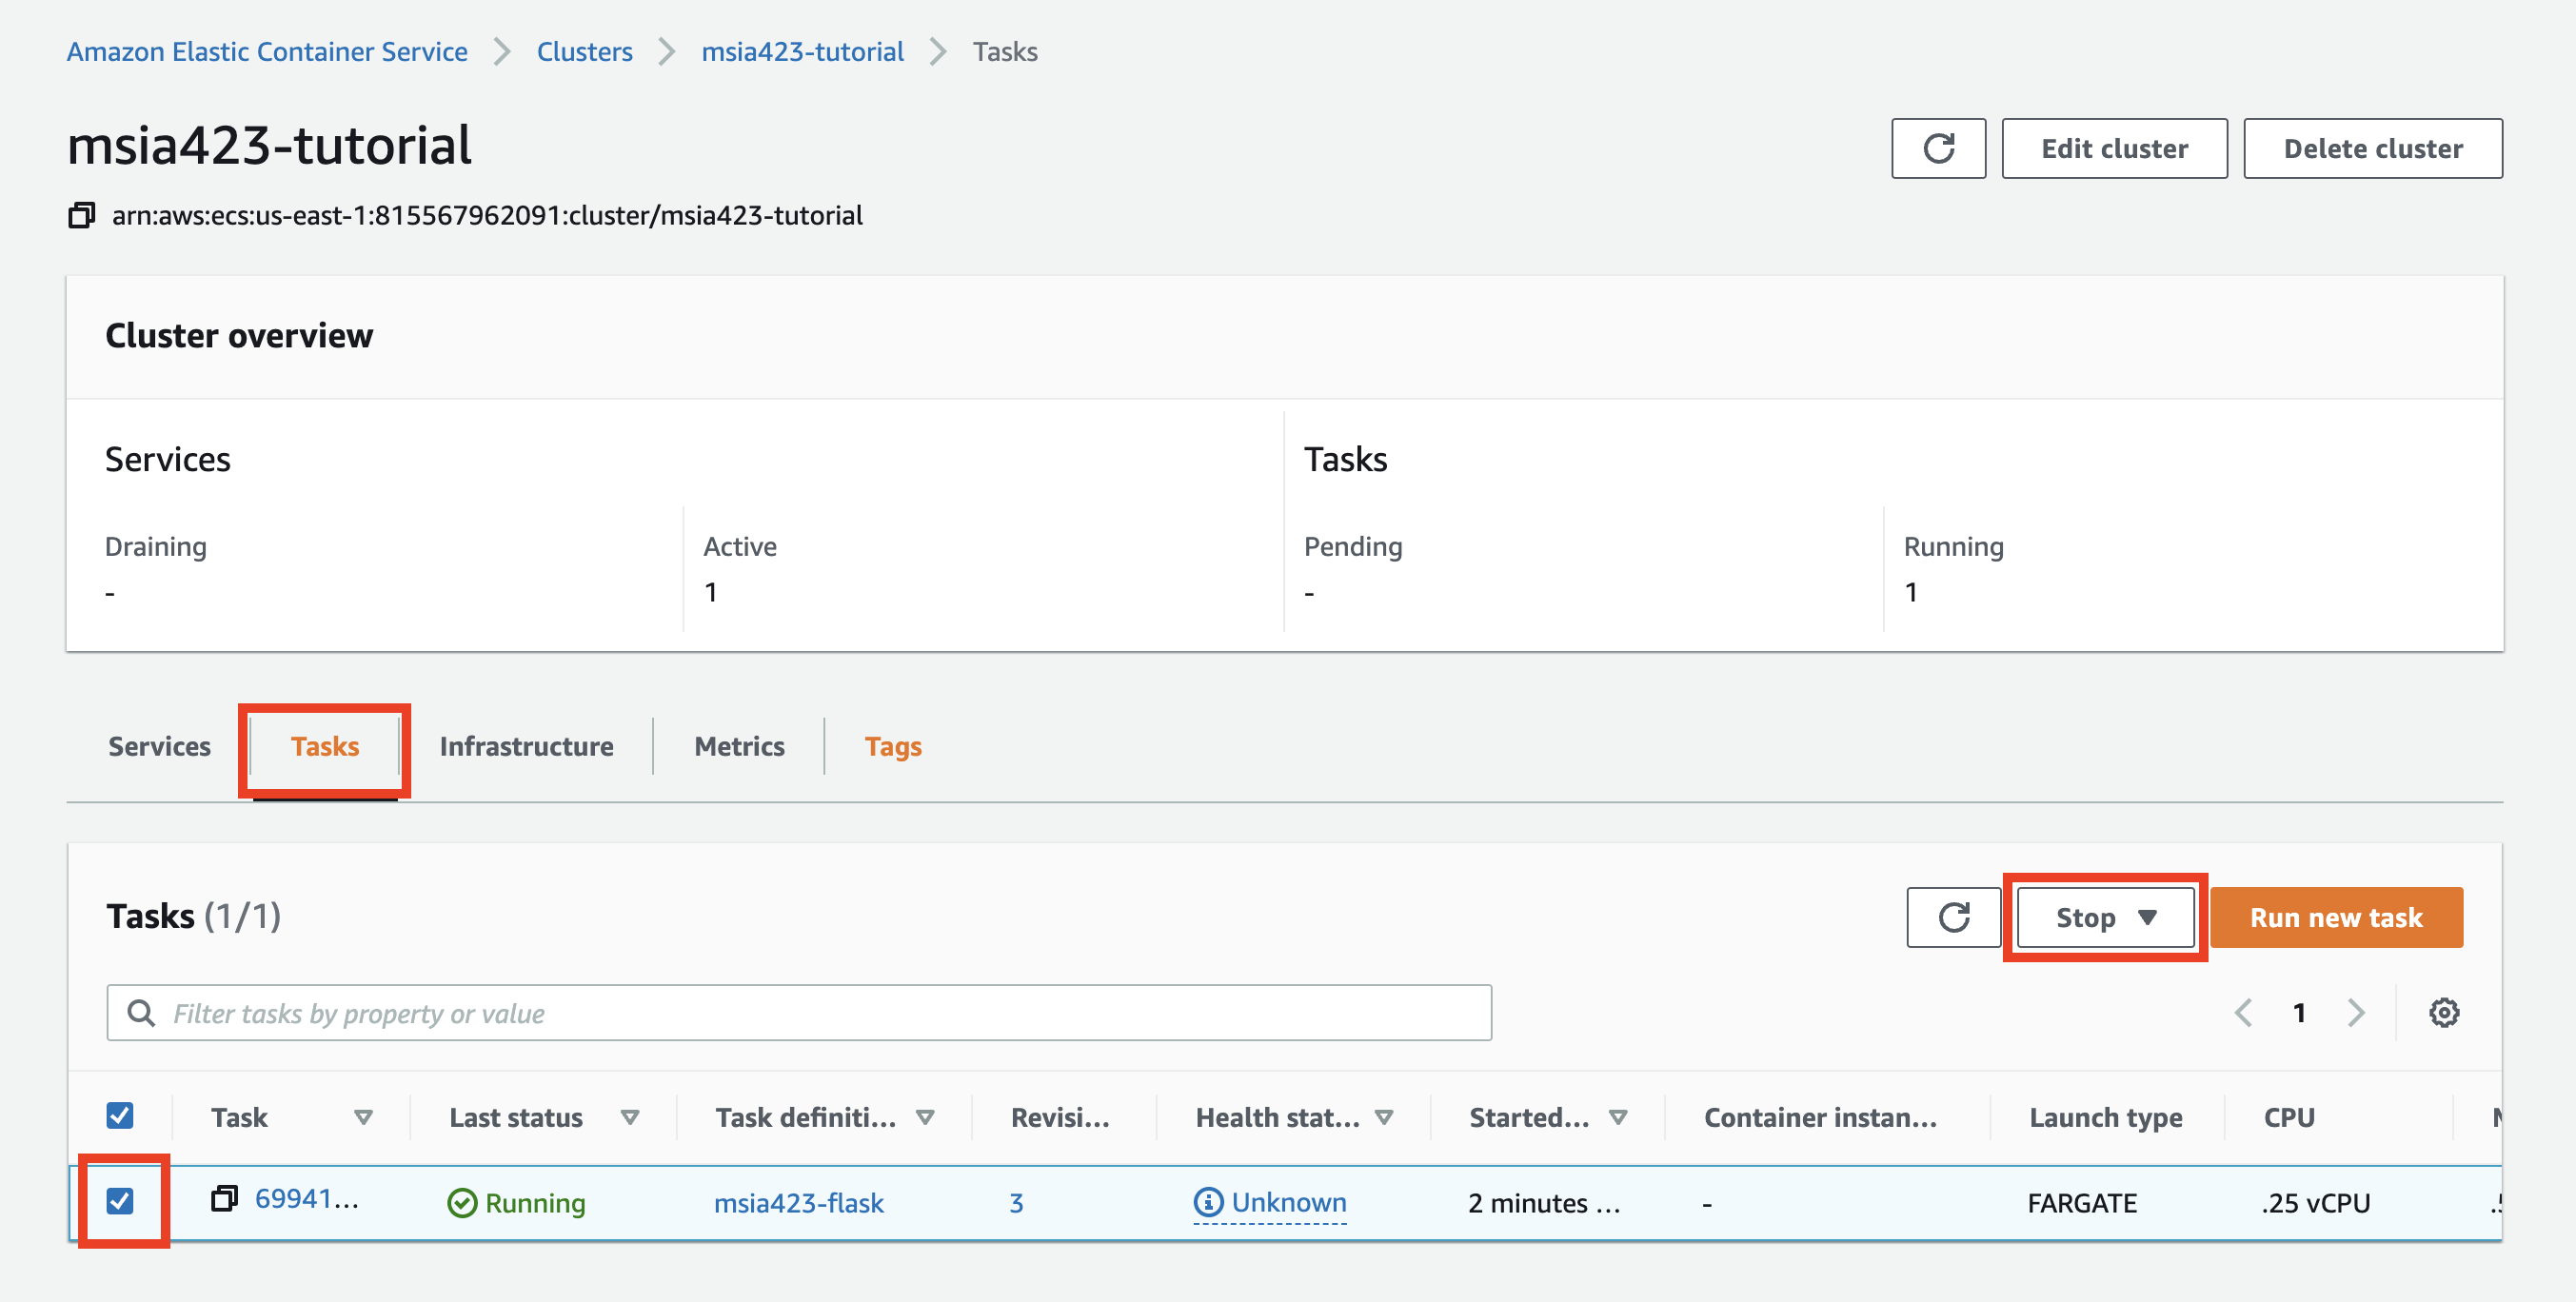 Amazon Elastic Container Service > Clusters > msia423-tutorial > Tasks
msia423-tutorial
Edit cluster
Delete cluster
arn:aws:ecs:us-east-1:815567962091:cluster/msia423-tutorial
Cluster overview
Services
Tasks
Draining
Active
Pending
Running
-
1
-
1
Services
Tasks
Infrastructure
Metrics
Tags
Tasks (1/1)
Stop
Run new task
Filter tasks by property or value
1
Task
Last status
Task definiti...
Revisi...
Health stat...
Started...
Container instan...
Launch type
CPU
69941...
Running
msia423-flask
3
Unknown
2 minutes ...
-
FARGATE
.25 vCPU